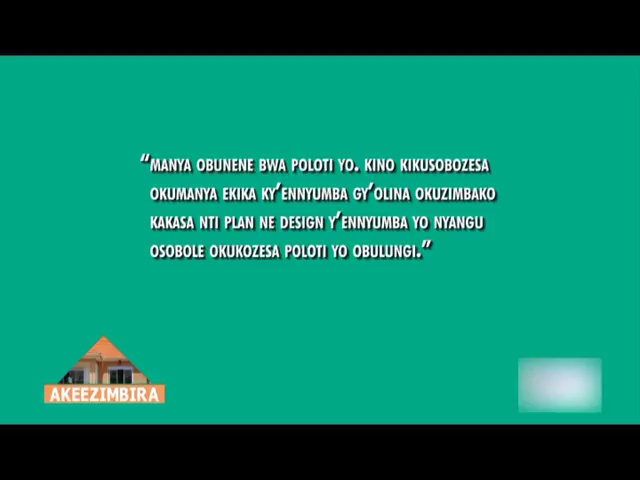 “MANYA OBUNENE BWA POLOTI YO. KINO KIKUSOBOZESA
OKUMANYA EKIKA KY’ENNYUMBA GY’OLINA OKUZIMBAKO
KAKASA NTI PLAN NE DESIGN Y’ENNYUMBA YO NYANGU
OSOBOLE OKUKOZESA POLOTI YO OBULUNGI.”
AKEEZIMBIRA